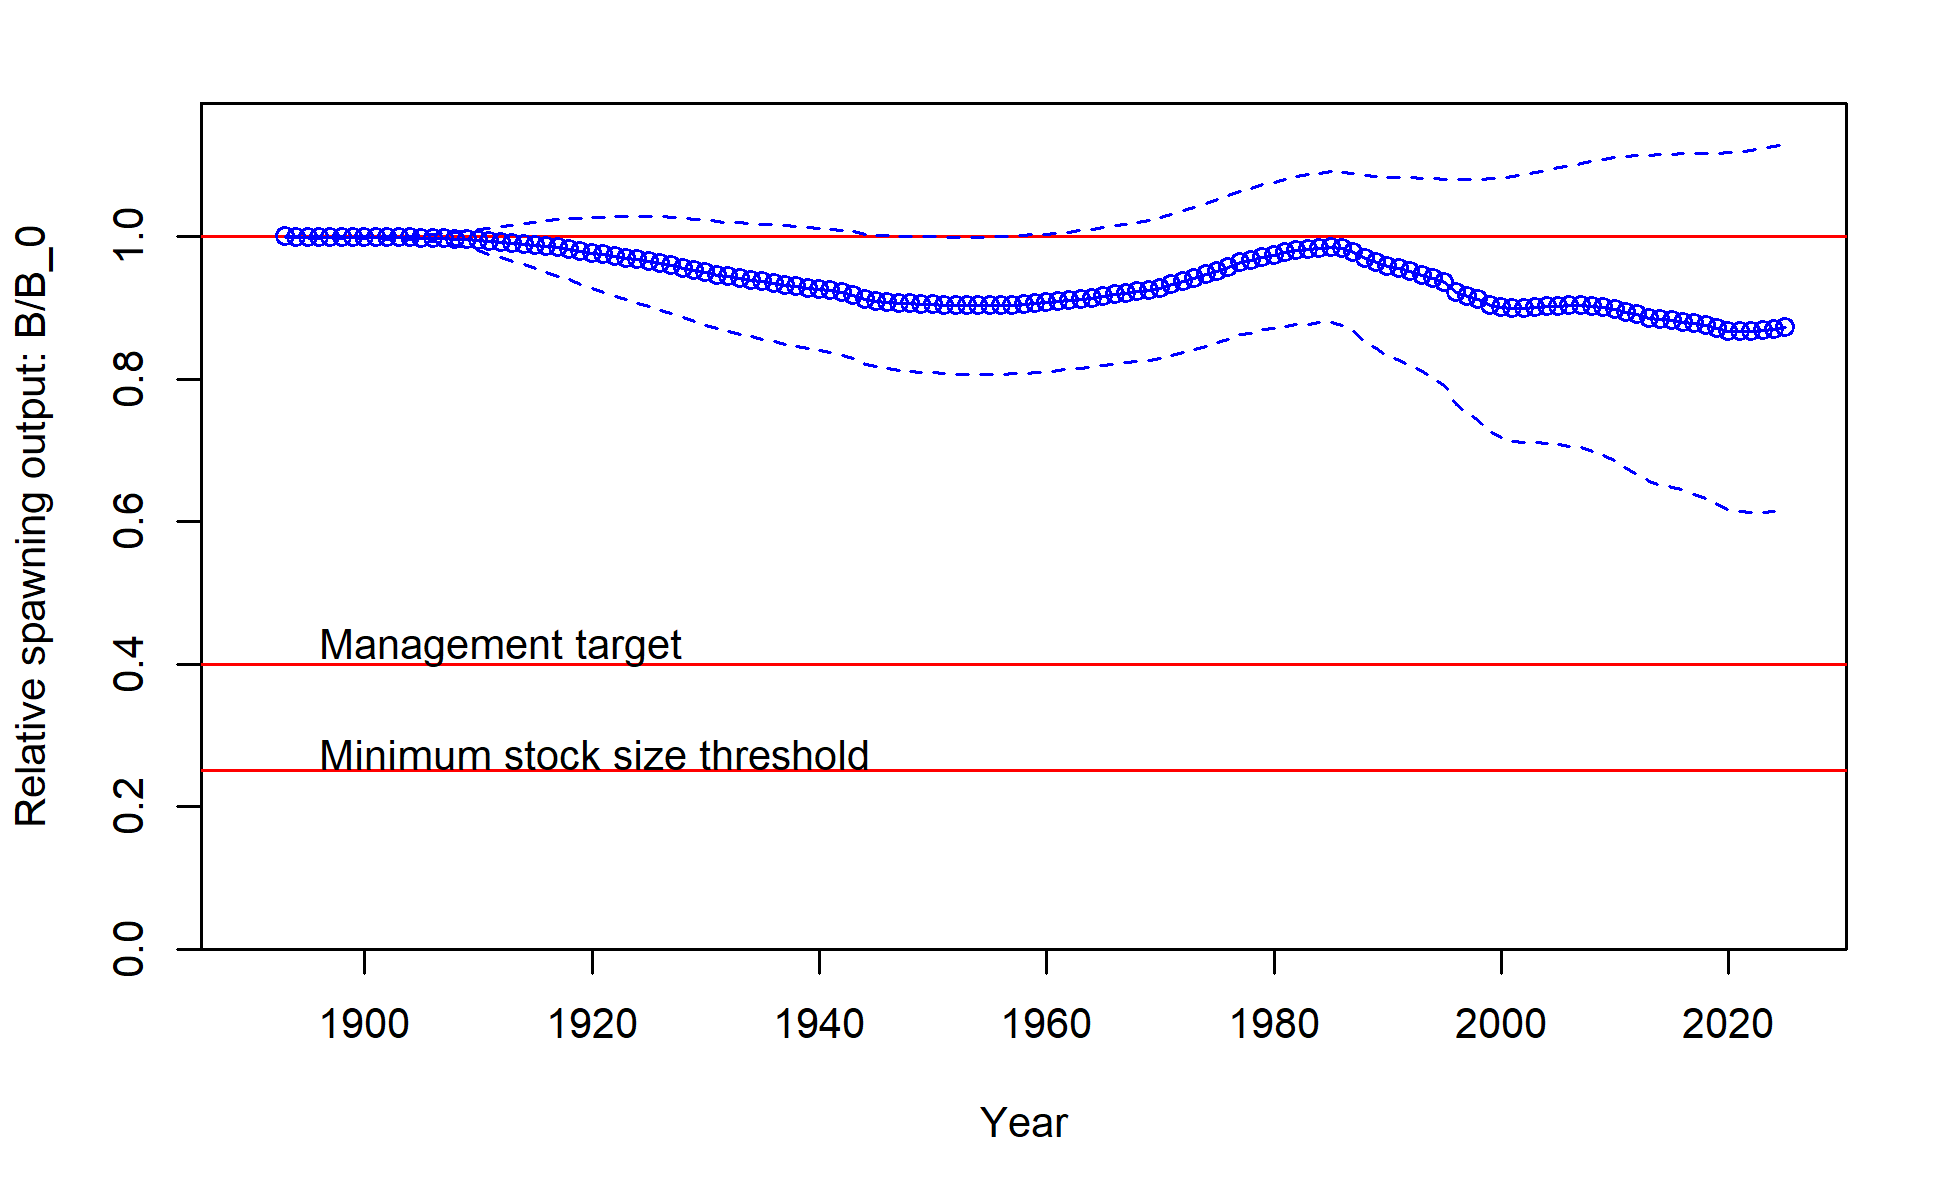 Relative spawning output: B/B_0
1.0
0.8
0.6
0.4
0.2
0.0
Management target
Minimum stock size threshold
1900 1920 1940 1960 1980 2000 2020
Year